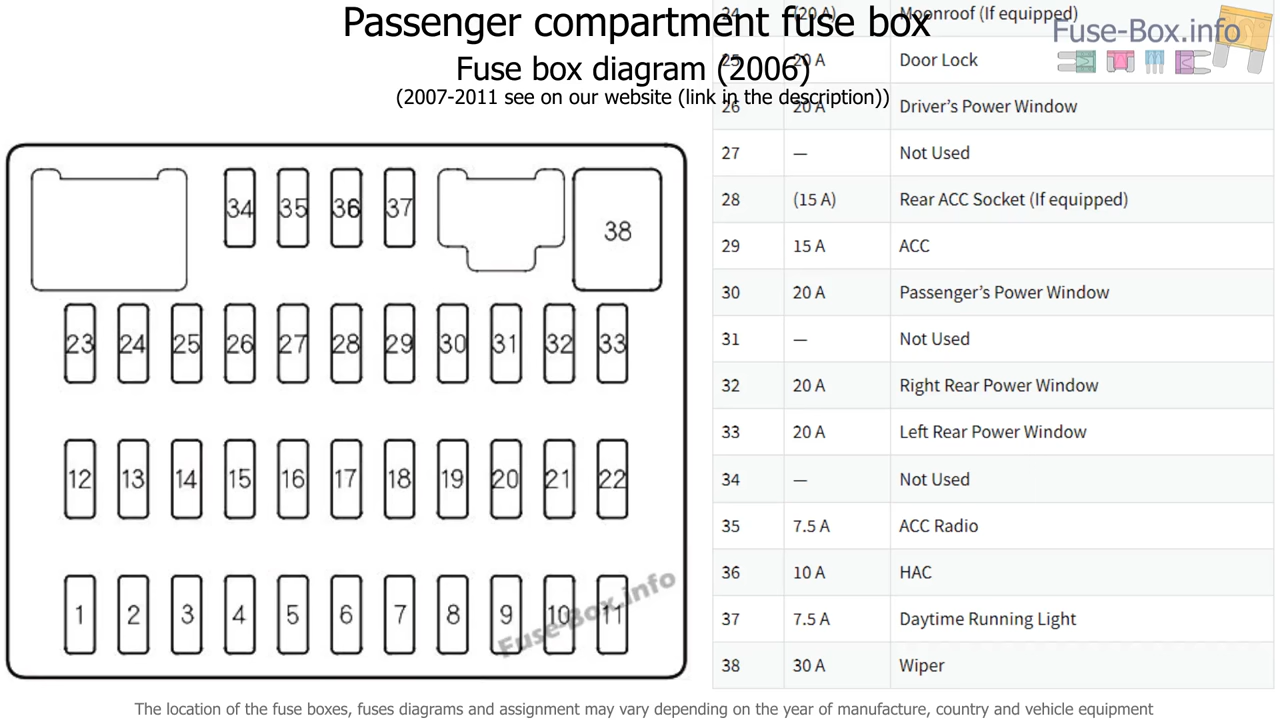 Passenger compartment fuse box
Fuse box diagram (2006)
(2007-2011 see on our website (link in the description))
Fuse-Box.info
34 35 36 37 38
23 24 25 26 27 28 29 30 31 32 33
12 13 14 15 16 17 18 19 20 21 22
1 2 3 4 5 6 7 8 9 10 11
Fuse-Box.info
24 (20 A) Moonroof (If equipped)
25 20 A Door Lock
26 20 A Driver’s Power Window
27 — Not Used
28 (15 A) Rear ACC Socket (If equipped)
29 15 A ACC
30 20 A Passenger’s Power Window
31 — Not Used
32 20 A Right Rear Power Window
33 20 A Left Rear Power Window
34 — Not Used
35 7.5 A ACC Radio
36 10 A HAC
37 7.5 A Daytime Running Light
38 30 A Wiper
The location of the fuse boxes, fuses diagrams and assignment may vary depending on the year of manufacture, country and vehicle equipment